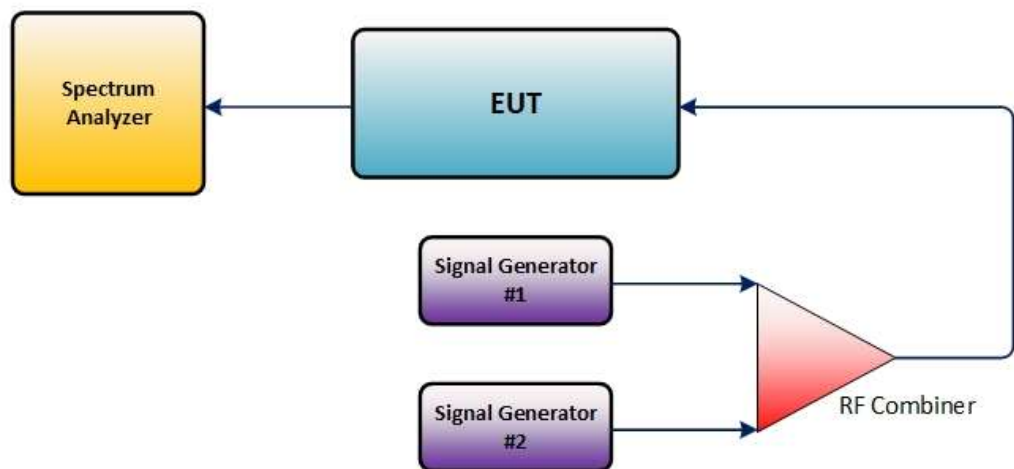 Spectrum
Analyzer
EUT
Signal Generator
#1
Signal Generator
#2
RF Combiner